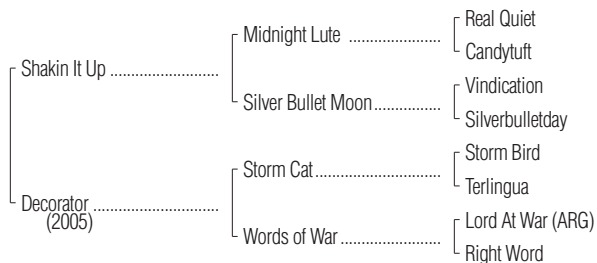 Real Quiet
Midnight Lute ....................
Candytuft
Shakin It Up ........................
Vindication
Silver Bullet Moon...............
Silverbulletday
Storm Bird
Storm Cat............................
Terlingua
Decorator ............................
(2005)
Lord At War (ARG)
Words of War ......................
Right Word